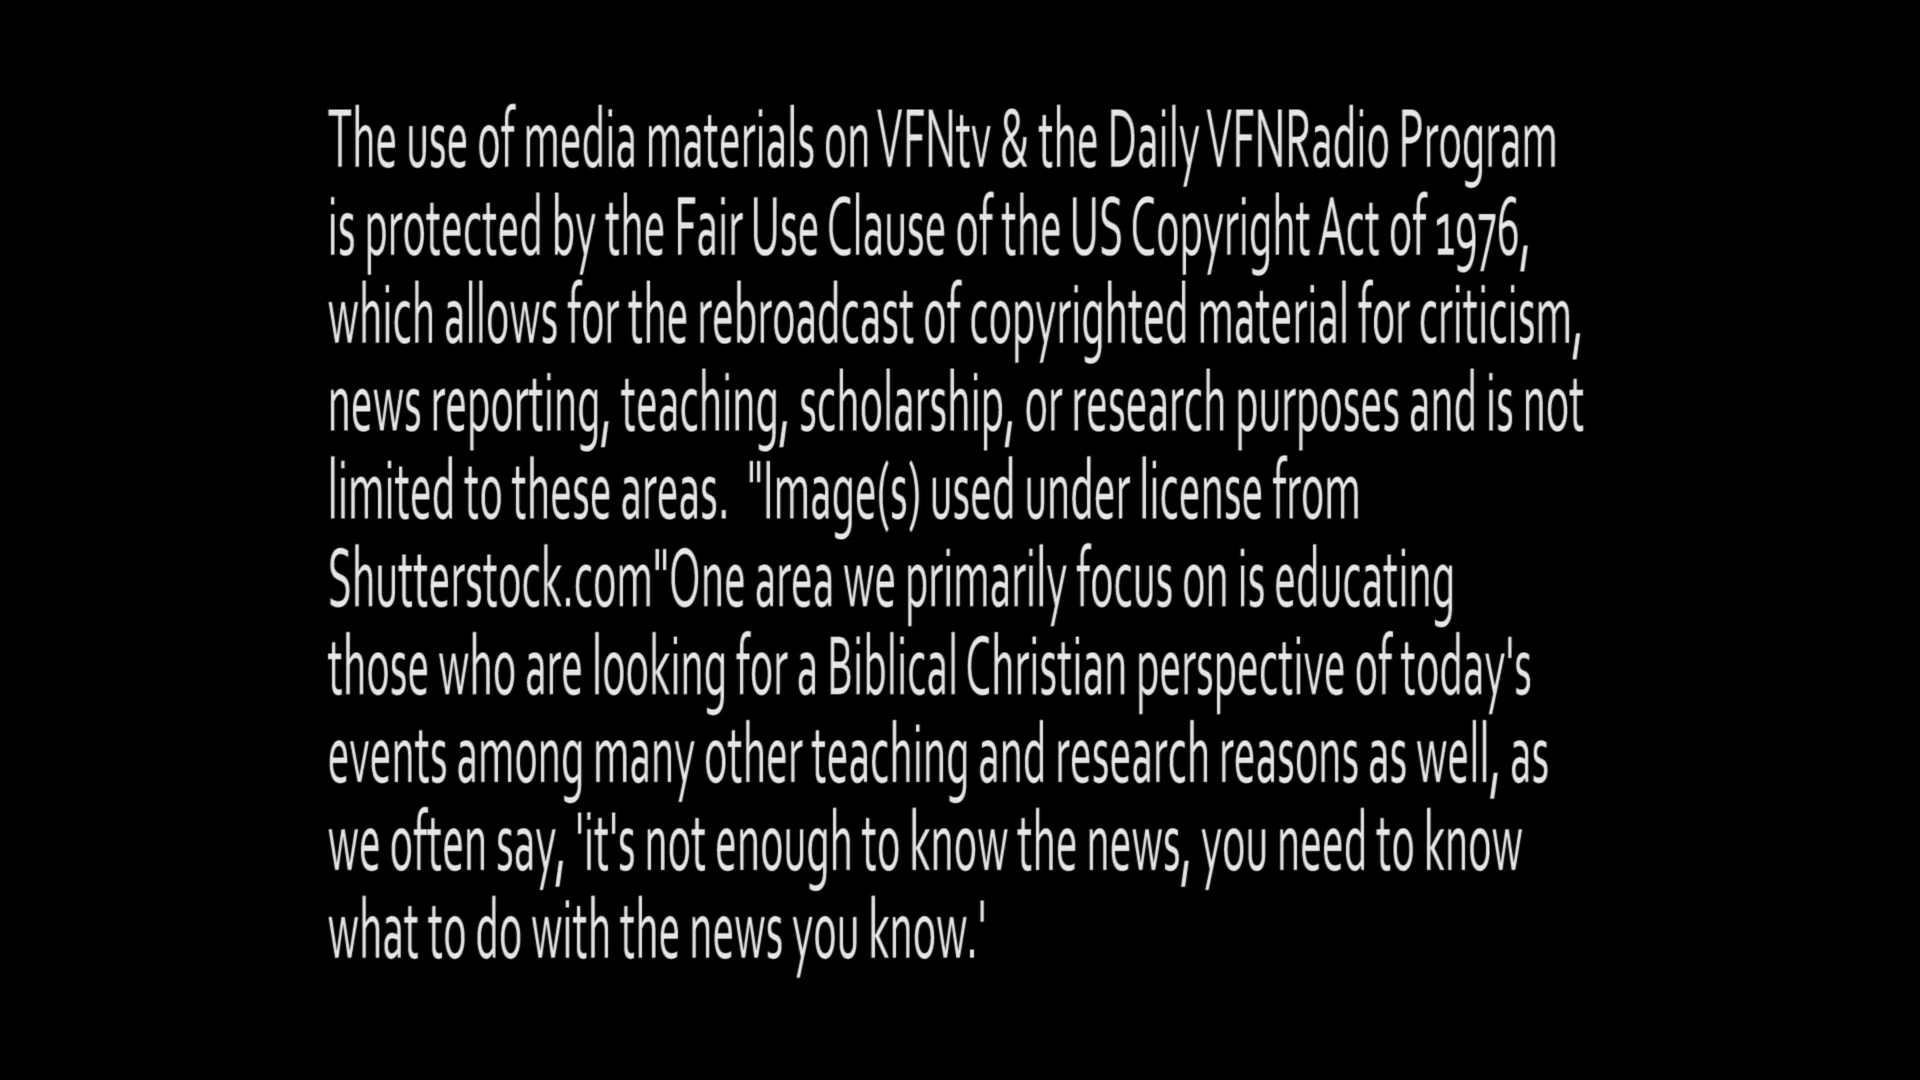 The use of media materials on VFNtv & the Daily VFNRadio Program
is protected by the Fair Use Clause of the US Copyright Act of 1976,
which allows for the rebroadcast of copyrighted material for criticism,
news reporting, teaching, scholarship, or research purposes and is not
limited to these areas.  "Image(s) used under license from
Shutterstock.com"One area we primarily focus on is educating
those who are looking for a Biblical Christian perspective of today's
events among many other teaching and research reasons as well, as
we often say, 'it's not enough to know the news, you need to know
what to do with the news you know.'